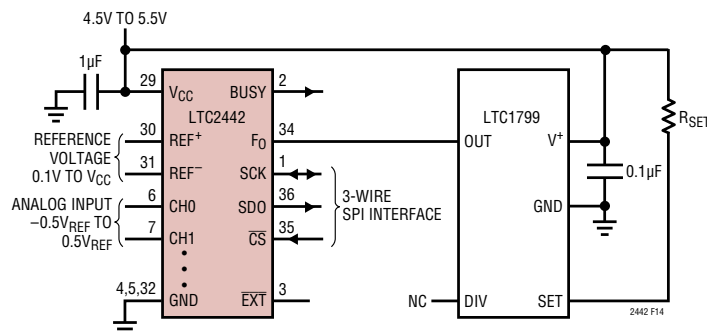 4.5V TO 5.5V
1µF
29
VCC
BUSY
2
LTC2442
LTC1799
RSET
REFERENCE
VOLTAGE
0.1V TO VCC
30
REF+
FO
34
OUT
V+
31
REF–
SCK
1
0.1µF
ANALOG INPUT
–0.5VREF TO
0.5VREF
6
CH0
SDO
36
3-WIRE
SPI INTERFACE
GND
7
CH1
CS
35
4,5,32
GND
EXT
3
NC
DIV
SET
2442 F14